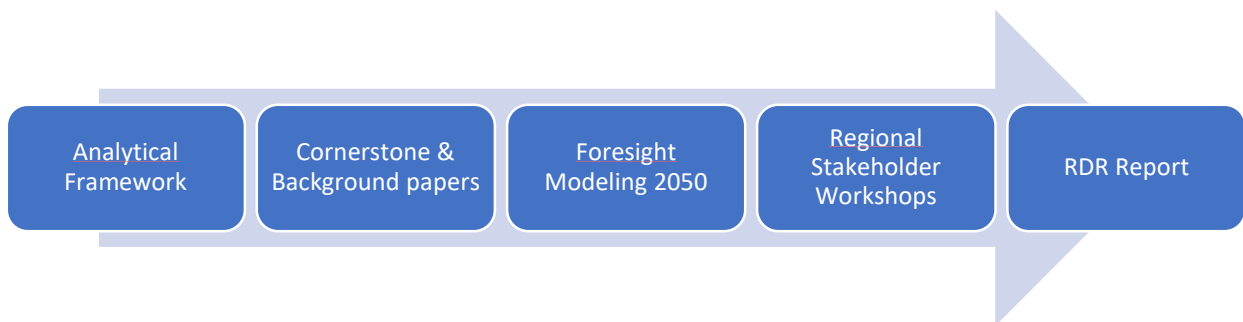 Analytical
Framework
Cornerstone &
Background papers
Foresight
Modeling 2050
Regional
Stakeholder
Workshops
RDR Report